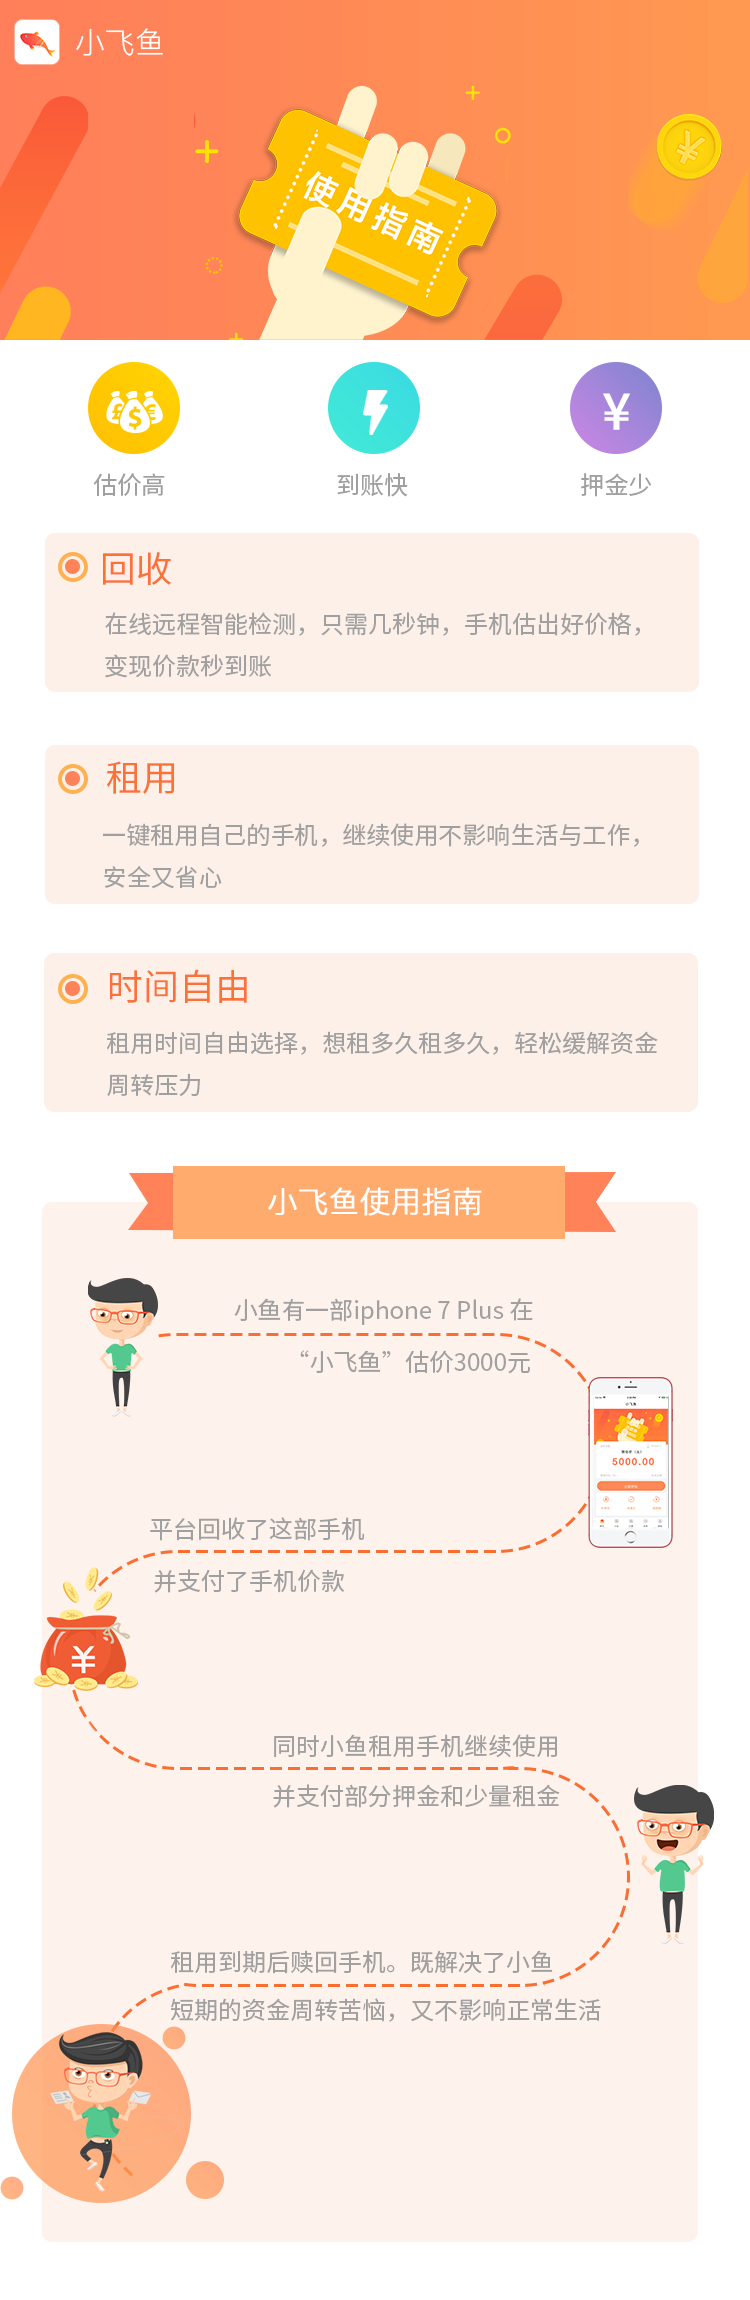 小飞鱼
使用指南
估价高
到账快
押金少
回收
在线远程智能检测，只需几秒钟，手机估出好价格，
变现价款秒到账
租用
一键租用自己的手机，继续使用不影响生活与工作，
安全又省心
时间自由
租用时间自由选择，想租多久租多久，轻松缓解资金
周转压力
小飞鱼使用指南
小鱼有一部iphone 7 Plus 在
“小飞鱼”估价3000元
5000.00
平台回收了这部手机
并支付了手机价款
同时小鱼租用手机继续使用
并支付部分押金和少量租金
租用到期后赎回手机。既解决了小鱼
短期的资金周转苦恼，又不影响正常生活